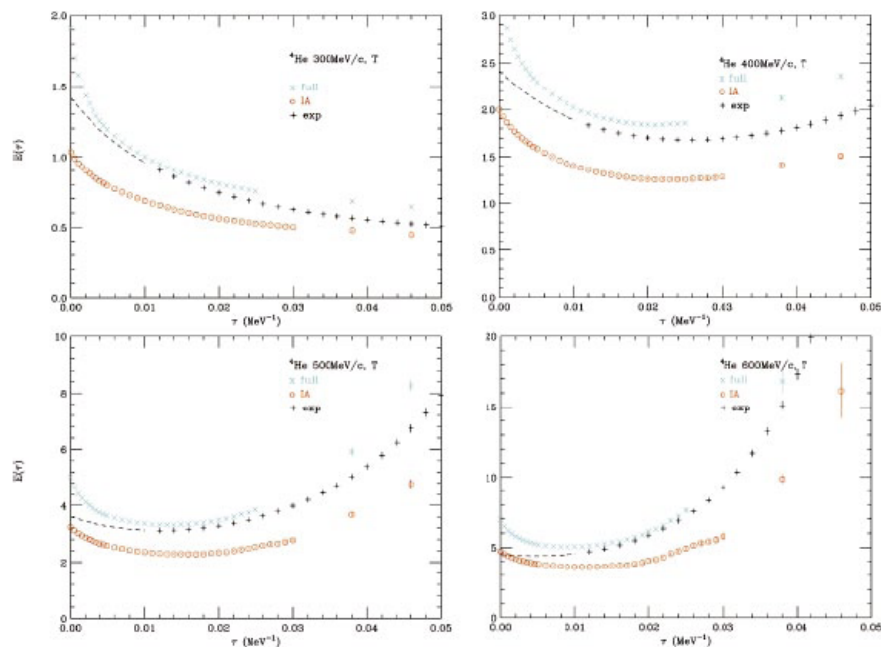 ⁴He 300MeV/c, T
× full
○ IA
+ exp
3.0
2.5
2.0
1.5
1.0
0.5
0.0
E(τ)
0.00 0.01 0.02 0.03 0.04 0.05
τ (MeV⁻¹)
⁴He 400MeV/c, T
× full
○ IA
+ exp
3.0
2.5
2.0
1.5
1.0
0.5
0.0
0.00 0.01 0.02 0.03 0.04 0.05
τ (MeV⁻¹)
⁴He 500MeV/c, T
× full
○ IA
+ exp
10
8
6
4
2
0
E(τ)
0.00 0.01 0.02 0.03 0.04 0.05
τ (MeV⁻¹)
⁴He 600MeV/c, T
× full
○ IA
+ exp
20
15
10
5
0
0.00 0.01 0.02 0.03 0.04 0.05
τ (MeV⁻¹)